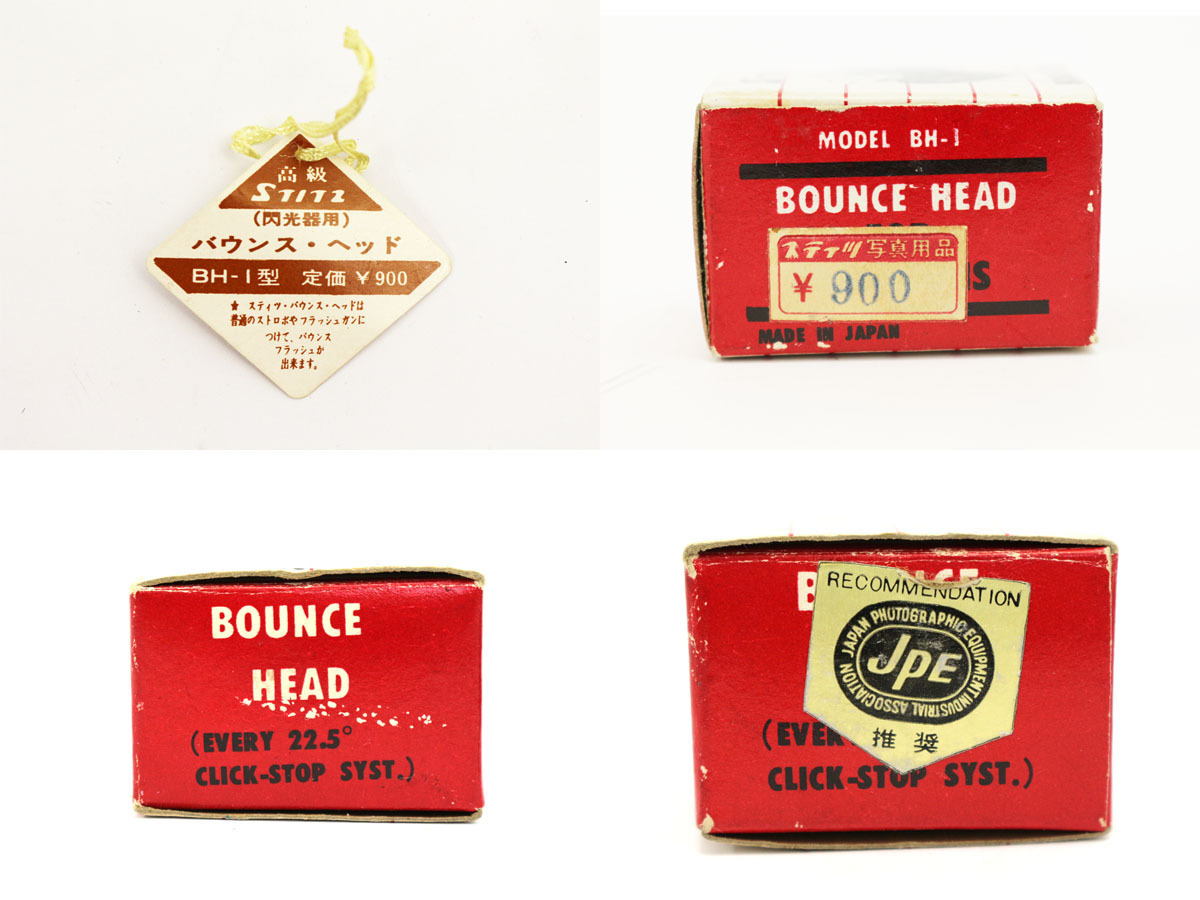 高級
STITZ
(閃光器用)
バウンス・ヘッド
BH-1型 定価 ¥900
★ スティツ・バウンス・ヘッドは
普通のストロボやフラッシュガンに
つけて、バウンス
フラッシュが
出来ます。
MODEL BH-1
BOUNCE HEAD
スティツ 写真用品
¥ 900
MADE IN JAPAN
BOUNCE
HEAD
(EVERY 22.5°
CLICK-STOP SYST.)
RECOMMENDATION
JAPAN PHOTOGRAPHIC EQUIPMENT INDUSTRIAL ASSOCIATION
JPE
推奨
CLICK-STOP SYST.)